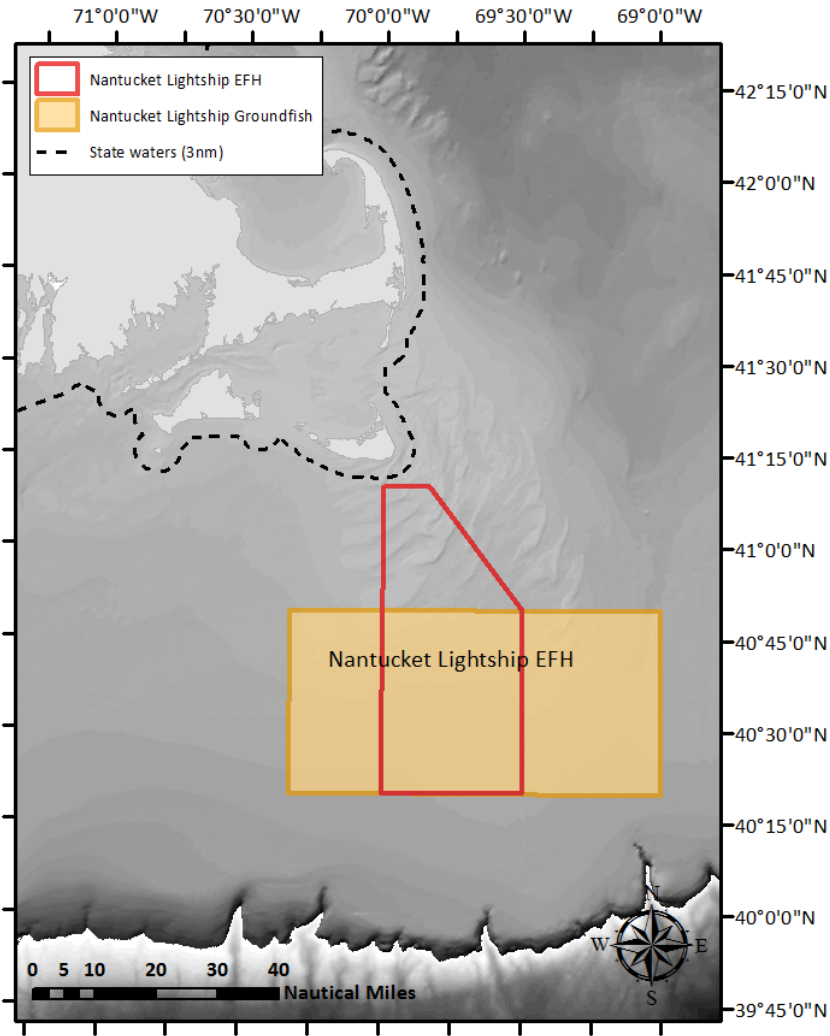 71°0'0"W 70°30'0"W 70°0'0"W 69°30'0"W 69°0'0"W
Nantucket Lightship EFH
Nantucket Lightship Groundfish
State waters (3nm)
42°15'0"N
42°0'0"N
41°45'0"N
41°30'0"N
41°15'0"N
41°0'0"N
40°45'0"N
Nantucket Lightship EFH
40°30'0"N
40°15'0"N
40°0'0"N
N
W E
S
0 5 10 20 30 40
Nautical Miles
39°45'0"N